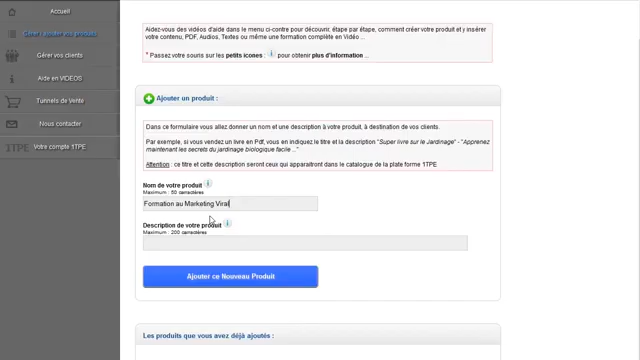 Accueil
Gérer / ajouter vos produits
Gérer vos clients
Aide en VIDEOS
Tunnels de Vente
Nous contacter
1TPE Votre compte 1TPE
Aidez-vous des vidéos d'aide dans le menu ci-contre pour découvrir, étape par étape, comment créer votre produit et y insérer
votre contenu, PDF, Audios, Textes ou même une formation complète en Vidéo ...
* Passez votre souris sur les petits icones : i pour obtenir plus d'information ...
Ajouter un produit :
Dans ce formulaire vous allez donner un nom et une description à votre produit, à destination de vos clients.
Par exemple, si vous vendez un livre en Pdf, vous en indiquez le titre et la description "Super livre sur le Jardinage" - "Apprenez
maintenant les secrets du jardinage biologique facile ..."
Attention : ce titre et cette description seront ceux qui apparaitront dans le catalogue de la plate forme 1TPE
Nom de votre produit
Maximum : 50 carractères
Formation au Marketing Viral
Description de votre produit
Maximum : 200 carractères
Ajouter ce Nouveau Produit
Les produits que vous avez déjà ajoutés :